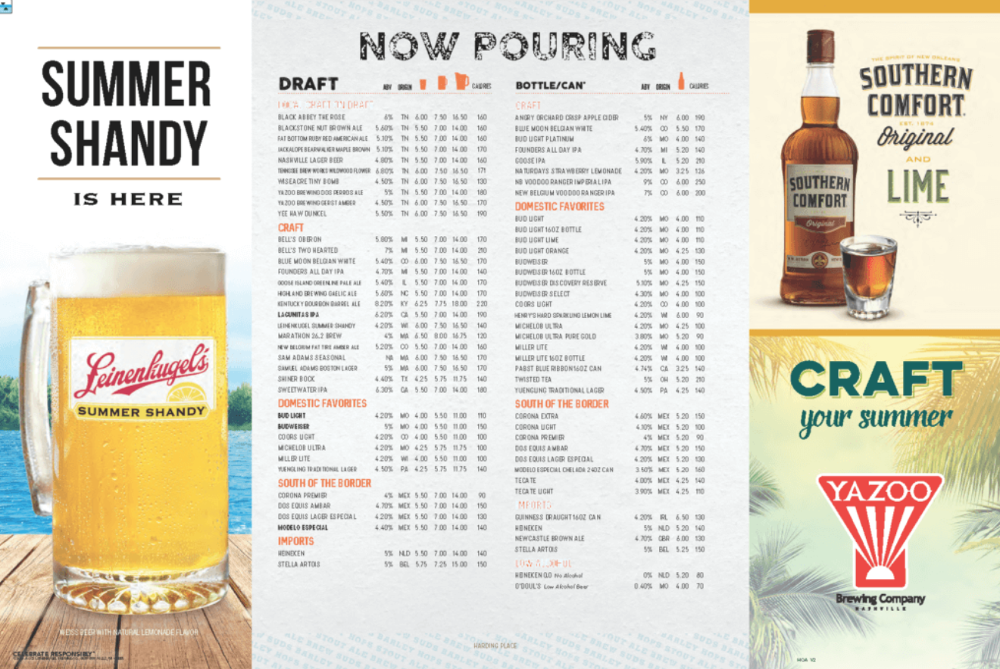 SUMMER
SHANDY
IS HERE
Leinenkugel's
SUMMER SHANDY
WEISS BEER WITH NATURAL LEMONADE FLAVOR
CELEBRATE RESPONSIBLY
NOW POURING
DRAFT ABV ORIGIN CALORIES
LOCAL CRAFT ON DRAFT
BLACK ABBEY THE ROSE 6% TN 6.00 7.50 16.50 160
BLACKSTONE NUT BROWN ALE 5.60% TN 5.50 7.00 14.00 160
FAT BOTTOM RUBY RED AMERICAN ALE 5.10% TN 5.50 7.00 14.00 160
JACKALOPE BEARWALKER MAPLE BROWN 5.10% TN 5.50 7.00 14.00 170
NASHVILLE LAGER BEER 4.80% TN 5.50 7.00 14.00 160
TENNESSEE BREW WORKS WILDWOOD FLOWER 6.80% TN 6.00 7.50 16.50 171
WISEACRE TINY BOMB 4.50% TN 6.00 7.50 16.50 130
YAZOO BREWING DOS PERROS ALE 5% TN 5.50 7.00 14.00 180
YAZOO BREWING GERST AMBER 4.50% TN 6.00 7.50 16.50 170
YEE HAW DUNKEL 5.50% TN 6.00 7.50 16.50 190
CRAFT
BELL'S OBERON 5.80% MI 5.50 7.00 14.00 170
BELL'S TWO HEARTED 7% MI 5.50 7.00 14.00 210
BLUE MOON BELGIAN WHITE 5.40% CO 6.00 7.50 16.50 170
FOUNDERS ALL DAY IPA 4.70% MI 5.50 7.00 14.00 140
GOOSE ISLAND GREENLINE PALE ALE 5.40% IL 5.50 7.00 14.00 170
HIGHLAND BREWING GAELIC ALE 5.60% NC 5.50 7.00 14.00 170
KENTUCKY BOURBON BARREL ALE 8.20% KY 6.25 7.75 18.00 220
LAGUNITAS IPA 6.20% CA 5.50 7.00 14.00 190
LEINENKUGEL SUMMER SHANDY 4.20% WI 6.00 7.50 16.50 140
MARATHON 26.2 BREW 4% MA 6.50 8.00 16.75 120
NEW BELGIUM FAT TIRE AMBER ALE 5.20% CO 5.50 7.00 14.00 160
SAM ADAMS SEASONAL NA MA 6.00 7.50 16.50 170
SAMUEL ADAMS BOSTON LAGER 5% MA 6.00 7.50 16.50 170
SHINER BOCK 4.40% TX 4.25 5.75 11.75 140
SWEETWATER IPA 6.30% GA 5.50 7.00 14.00 180
DOMESTIC FAVORITES
BUD LIGHT 4.20% MO 4.00 5.50 11.00 110
BUDWEISER 5% MO 4.00 5.50 11.00 150
COORS LIGHT 4.20% CO 4.00 5.50 11.00 100
MICHELOB ULTRA 4.20% MO 4.25 5.75 11.75 100
MILLER LITE 4.20% WI 4.00 5.50 11.00 100
YUENGLING TRADITIONAL LAGER 4.50% PA 4.25 5.75 11.75 140
SOUTH OF THE BORDER
CORONA PREMIER 4% MEX 5.50 7.00 14.00 90
DOS EQUIS AMBAR 4.70% MEX 5.50 7.00 14.00 150
DOS EQUIS LAGER ESPECIAL 4.20% MEX 5.50 7.00 14.00 130
MODELO ESPECIAL 4.40% MEX 5.50 7.00 14.00 140
IMPORTS
HEINEKEN 5% NLD 5.50 7.00 14.00 140
STELLA ARTOIS 5% BEL 5.75 7.25 15.00 150
BOTTLE/CAN* ABV ORIGIN CALORIES
CRAFT
ANGRY ORCHARD CRISP APPLE CIDER 5% NY 6.00 190
BLUE MOON BELGIAN WHITE 5.40% CO 5.50 170
BUD LIGHT PLATINUM 6% MO 4.00 140
FOUNDERS ALL DAY IPA 4.70% MI 5.20 140
GOOSE IPA 5.90% IL 5.20 210
NATURDAYS STRAWBERRY LEMONADE 4.20% MO 3.25 126
NB VOODOO RANGER IMPERIAL IPA 9% CO 6.00 250
NEW BELGIUM VOODOO RANGER IPA 7% CO 6.00 200
DOMESTIC FAVORITES
BUD LIGHT 4.20% MO 4.00 110
BUD LIGHT 16OZ BOTTLE 4.20% MO 4.00 110
BUD LIGHT LIME 4.20% MO 4.00 110
BUD LIGHT ORANGE 4.20% MO 4.25 130
BUDWEISER 5% MO 4.00 150
BUDWEISER 16OZ BOTTLE 5% MO 4.00 150
BUDWEISER DISCOVERY RESERVE 5.10% MO 4.25 150
BUDWEISER SELECT 4.30% MO 4.00 100
COORS LIGHT 4.20% CO 4.00 100
HENRY'S HARD SPARKLING LEMON LIME 4.20% WI 6.00 90
MICHELOB ULTRA 4.20% MO 4.25 100
MICHELOB ULTRA PURE GOLD 3.80% MO 5.20 90
MILLER LITE 4.20% WI 4.00 100
MILLER LITE 16OZ BOTTLE 4.20% WI 4.00 100
PABST BLUE RIBBON 16OZ CAN 4.74% CA 3.25 140
TWISTED TEA 5% OH 5.20 210
YUENGLING TRADITIONAL LAGER 4.50% PA 4.25 140
SOUTH OF THE BORDER
CORONA EXTRA 4.60% MEX 5.20 150
CORONA LIGHT 4.10% MEX 5.20 100
CORONA PREMIER 4% MEX 5.20 90
DOS EQUIS AMBAR 4.70% MEX 5.20 150
DOS EQUIS LAGER ESPECIAL 4.20% MEX 5.20 130
MODELO ESPECIAL CHELADA 24OZ CAN 3.50% MEX 5.20 160
TECATE 4.00% MEX 4.25 140
TECATE LIGHT 3.90% MEX 4.25 110
IMPORTS
GUINNESS DRAUGHT 16OZ CAN 4.20% IRL 6.50 130
HEINEKEN 5% NLD 5.20 140
NEWCASTLE BROWN ALE 4.70% GBR 6.00 130
STELLA ARTOIS 5% BEL 5.25 150
LOW ALCOHOL
HEINEKEN 0.0 No Alcohol 0% NLD 5.20 80
O'DOUL'S Low Alcohol Beer 0.40% MO 4.00 70
HARDING PLACE
THE SPIRIT OF NEW ORLEANS
SOUTHERN
COMFORT.
EST. 1874
Original
AND
LIME
SOUTHERN
COMFORT
Original
CRAFT
your summer
YAZOO
Brewing Company
NASHVILLE
MOA V2